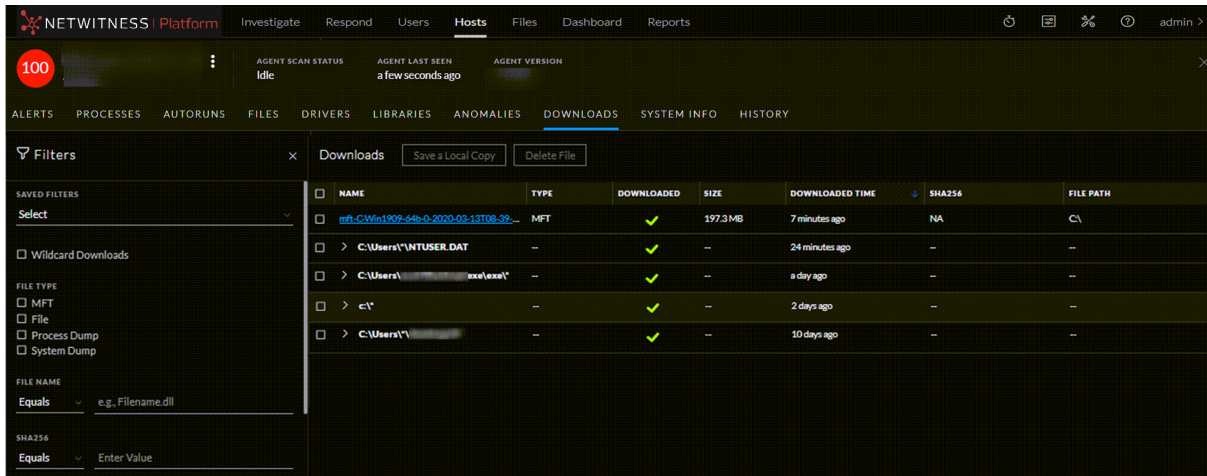 NETWITNESS Platform Investigate Respond Users Hosts Files Dashboard Reports admin >
100 AGENT SCAN STATUS AGENT LAST SEEN AGENT VERSION
Idle a few seconds ago
ALERTS PROCESSES AUTORUNS FILES DRIVERS LIBRARIES ANOMALIES DOWNLOADS SYSTEM INFO HISTORY
Filters × Downloads Save a Local Copy Delete File
SAVED FILTERS
Select
Wildcard Downloads
FILE TYPE
MFT
File
Process Dump
System Dump
FILE NAME
Equals e.g., Filename.dll
SHA256
Equals Enter Value
NAME TYPE DOWNLOADED SIZE DOWNLOADED TIME SHA256 FILE PATH
mft-C-Win1909-64b-0-2020-03-13T08-39-... MFT 197.3 MB 7 minutes ago NA C:\
> C:\Users\*\NTUSER.DAT -- -- 24 minutes ago -- --
> C:\Users\ exe\exe\* -- -- a day ago -- --
> c:\* -- -- 2 days ago -- --
> C:\Users\*\ -- -- 10 days ago -- --